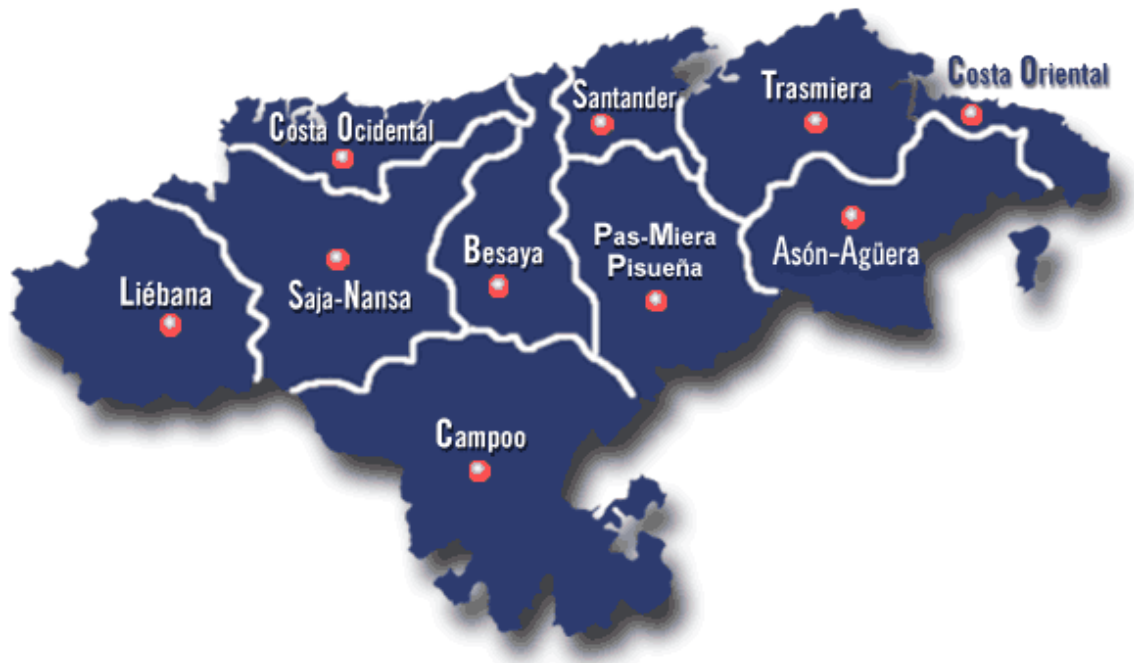 Costa Oriental
Trasmiera
Santander
Costa Ocidental
Pas-Miera
Pisueña
Besaya
Asón-Agüera
Liébana
Saja-Nansa
Campoo